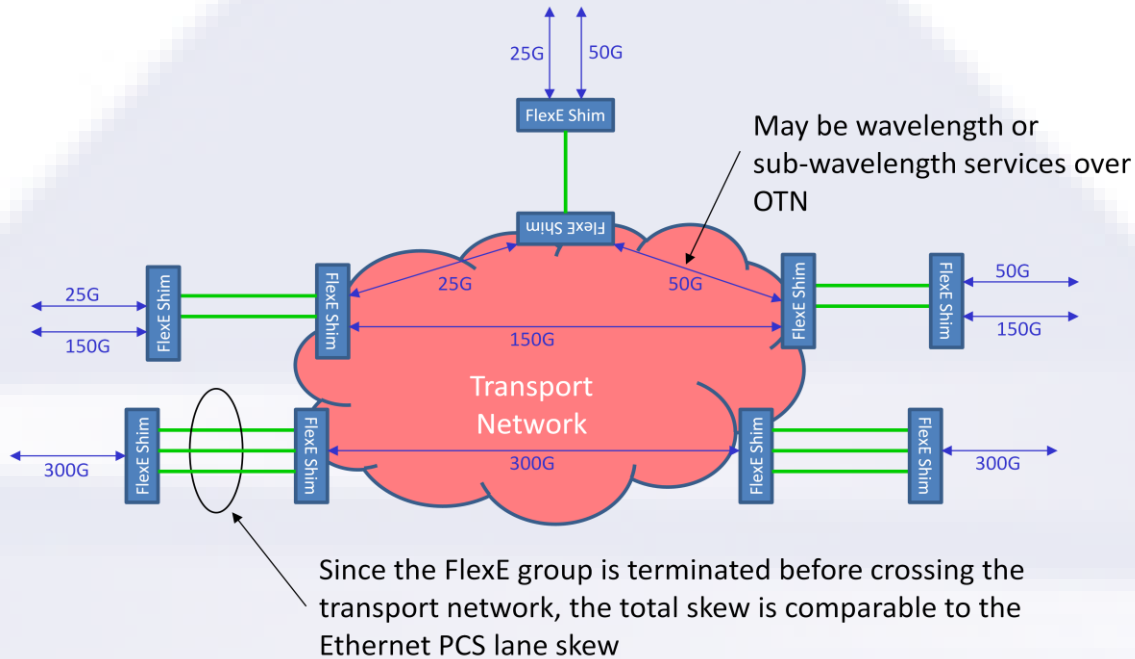 25G
50G
FlexE Shim
May be wavelength or
sub-wavelength services over
OTN
FlexE Shim
25G
50G
25G
150G
FlexE Shim
FlexE Shim
150G
FlexE Shim
FlexE Shim
50G
150G
Transport
Network
300G
FlexE Shim
FlexE Shim
300G
FlexE Shim
FlexE Shim
300G
Since the FlexE group is terminated before crossing the
transport network, the total skew is comparable to the
Ethernet PCS lane skew